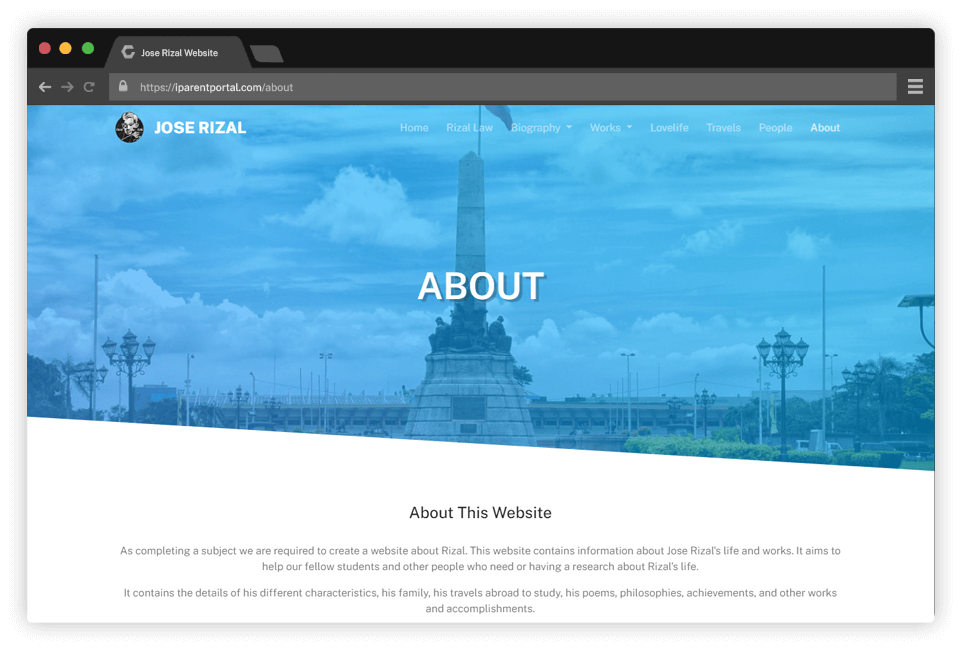 Jose RIzal Website
https://iparentportal.com/about
JOSE RIZAL
Home Rizal Law Biography Works Lovelife Travels People About
ABOUT
About This Website
As completing a subject we are required to create a website about Rizal. This website contains information about Jose Rizal's life and works. It aims to
help our fellow students and other people who need or having a research about Rizal's life.
It contains the details of his different characteristics, his family, his travels abroad to study, his poems, philosophies, achievements, and other works
and accomplishments.